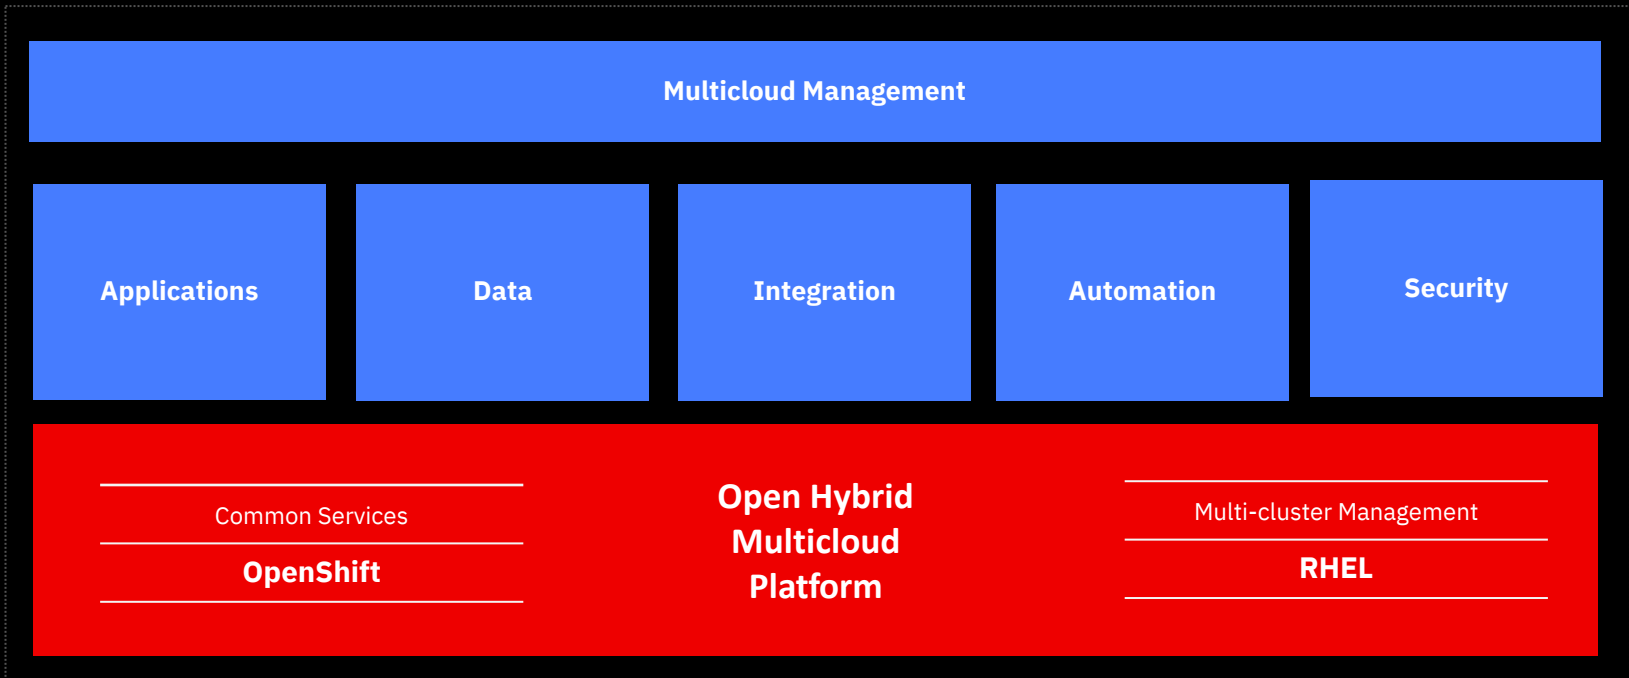 Multicloud Management
Applications
Data
Integration
Automation
Security
Common Services
OpenShift
Open Hybrid
Multicloud
Platform
Multi-cluster Management
RHEL